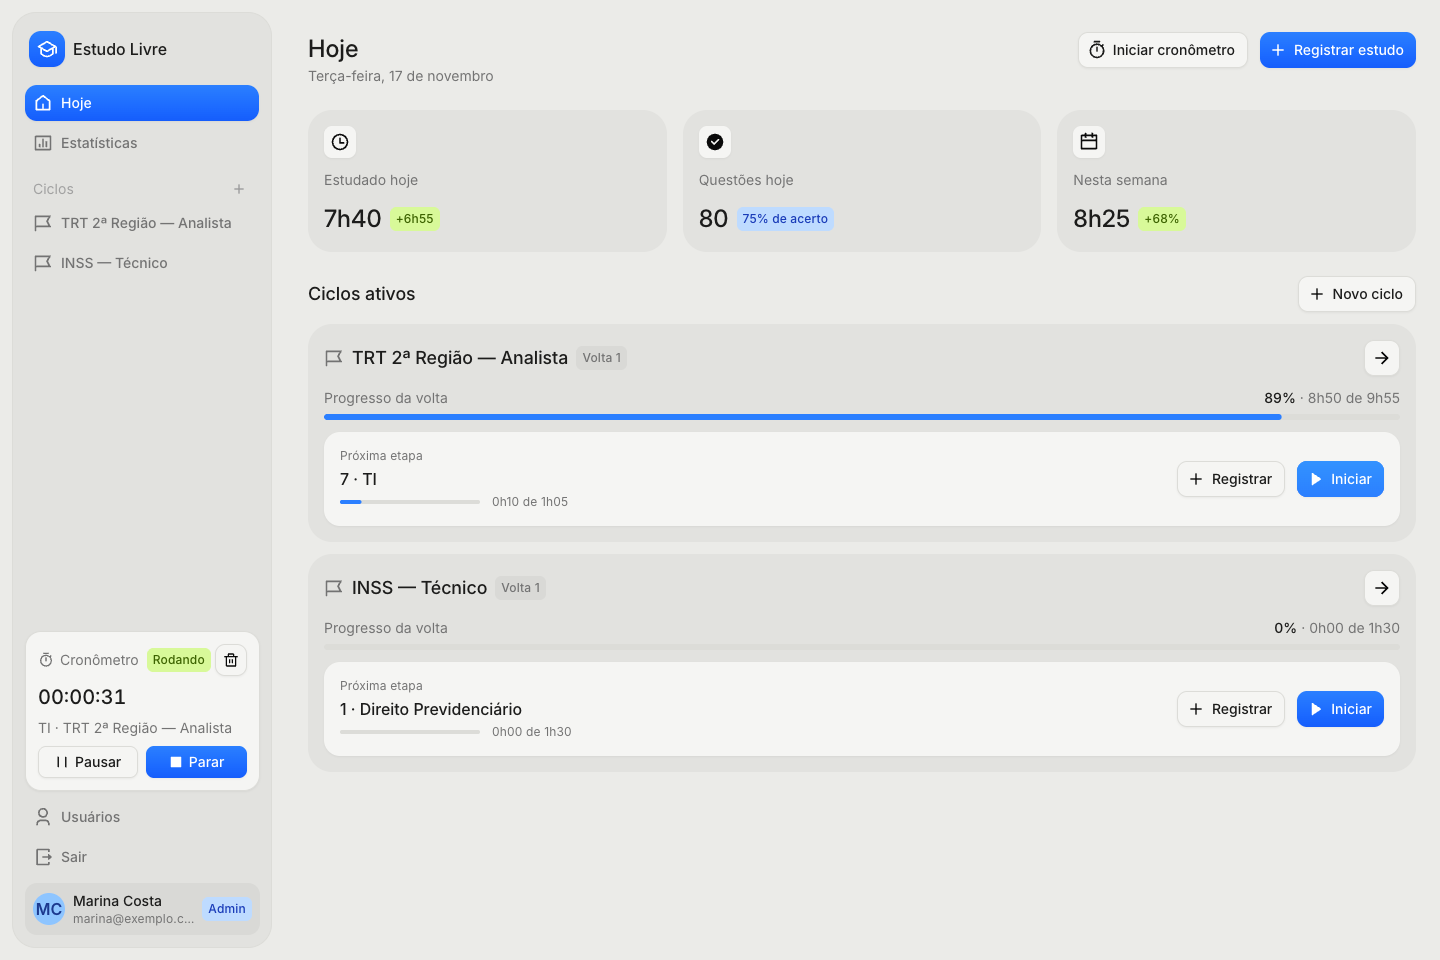 Estudo Livre
Hoje
Estatísticas
Ciclos
TRT 2ª Região — Analista
INSS — Técnico
Cronômetro Rodando
00:00:31
TI · TRT 2ª Região — Analista
Pausar Parar
Usuários
Sair
MC Marina Costa
marina@exemplo.c...
Admin
Hoje
Terça-feira, 17 de novembro
Iniciar cronômetro
Registrar estudo
Estudado hoje
7h40 +6h55
Questões hoje
80 75% de acerto
Nesta semana
8h25 +68%
Ciclos ativos
Novo ciclo
TRT 2ª Região — Analista Volta 1
Progresso da volta 89% · 8h50 de 9h55
Próxima etapa
7 · TI
0h10 de 1h05
Registrar Iniciar
INSS — Técnico Volta 1
Progresso da volta 0% · 0h00 de 1h30
Próxima etapa
1 · Direito Previdenciário
0h00 de 1h30
Registrar Iniciar